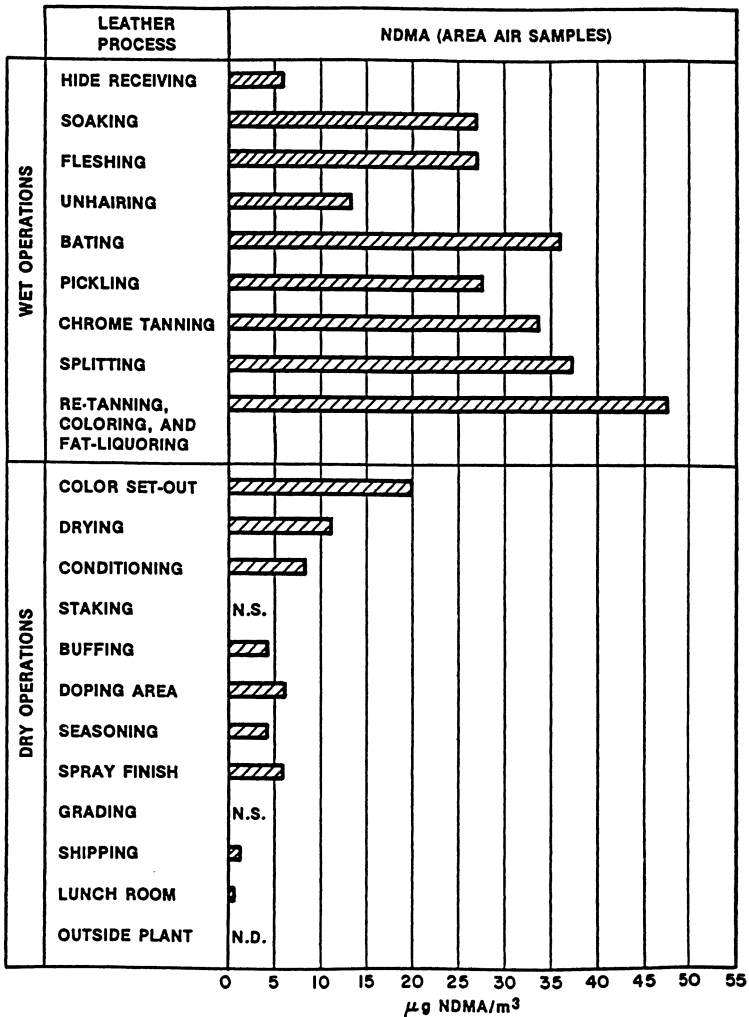 LEATHER PROCESS
NDMA (AREA AIR SAMPLES)
WET OPERATIONS
HIDE RECEIVING
SOAKING
FLESHING
UNHAIRING
BATING
PICKLING
CHROME TANNING
SPLITTING
RE-TANNING,
COLORING, AND
FAT-LIQUORING
DRY OPERATIONS
COLOR SET-OUT
DRYING
CONDITIONING
STAKING N.S.
BUFFING
DOPING AREA
SEASONING
SPRAY FINISH
GRADING N.S.
SHIPPING
LUNCH ROOM
OUTSIDE PLANT N.D.
0 5 10 15 20 25 30 35 40 45 50 55
μg NDMA/m³